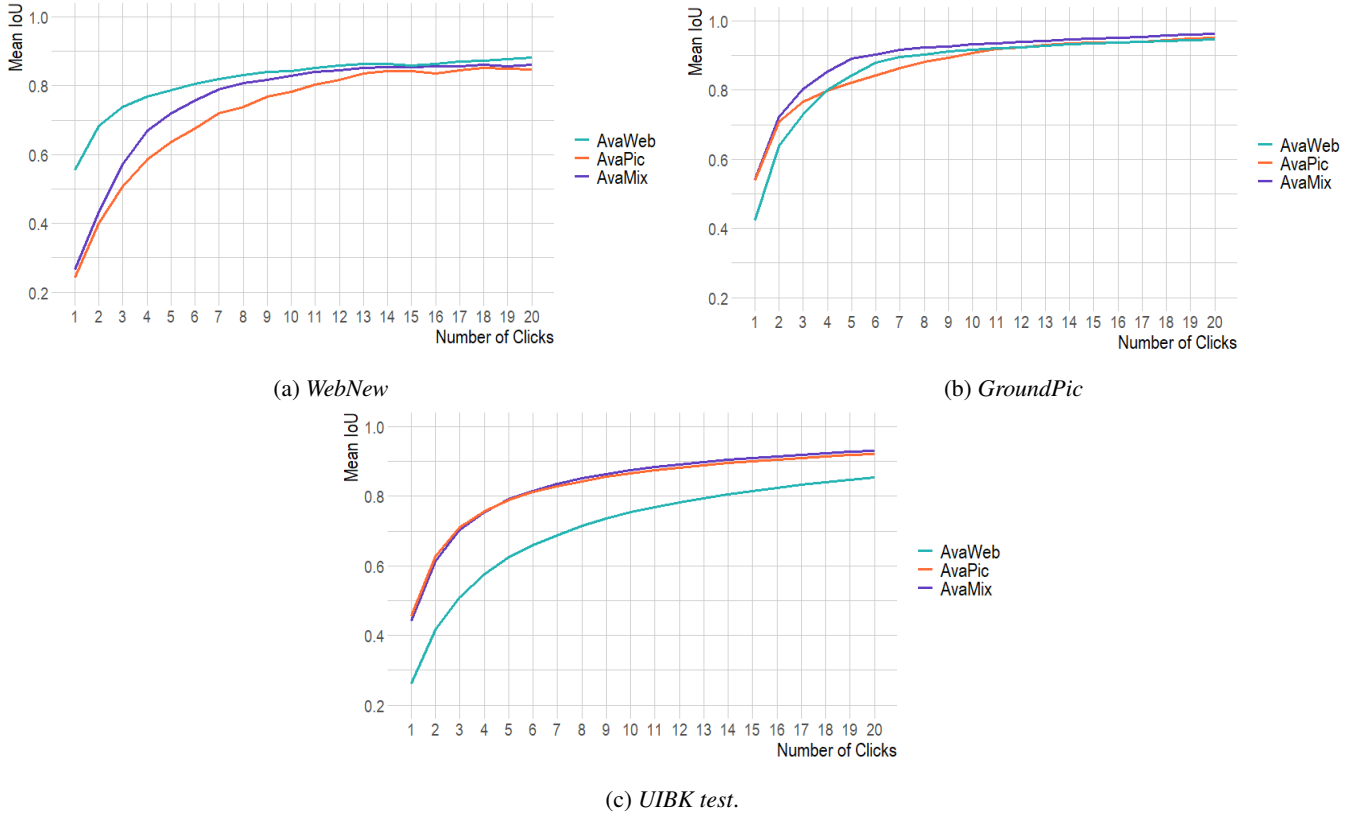 Mean IoU
1.0
0.8
0.6
0.4
0.2
1 2 3 4 5 6 7 8 9 10 11 12 13 14 15 16 17 18 19 20
Number of Clicks
AvaWeb
AvaPic
AvaMix
(a) WebNew
Mean IoU
1.0
0.8
0.6
0.4
0.2
1 2 3 4 5 6 7 8 9 10 11 12 13 14 15 16 17 18 19 20
Number of Clicks
AvaWeb
AvaPic
AvaMix
(b) GroundPic
Mean IoU
1.0
0.8
0.6
0.4
0.2
1 2 3 4 5 6 7 8 9 10 11 12 13 14 15 16 17 18 19 20
Number of Clicks
AvaWeb
AvaPic
AvaMix
(c) UIBK test.